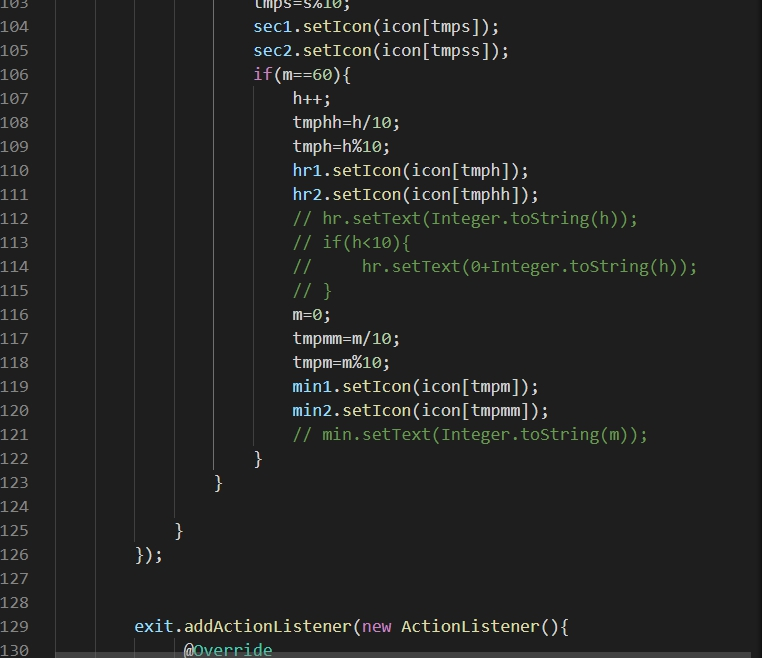 103 tmps=s%10;
104 sec1.setIcon(icon[tmps]);
105 sec2.setIcon(icon[tmpss]);
106 if(m==60){
107 h++;
108 tmphh=h/10;
109 tmph=h%10;
110 hr1.setIcon(icon[tmph]);
111 hr2.setIcon(icon[tmphh]);
112 // hr.setText(Integer.toString(h));
113 // if(h<10){
114 //     hr.setText(0+Integer.toString(h));
115 // }
116 m=0;
117 tmpmm=m/10;
118 tmpm=m%10;
119 min1.setIcon(icon[tmpm]);
120 min2.setIcon(icon[tmpmm]);
121 // min.setText(Integer.toString(m));
122 }
123 }
124
125 }
126 });
127
128
129 exit.addActionListener(new ActionListener(){
130 @Override